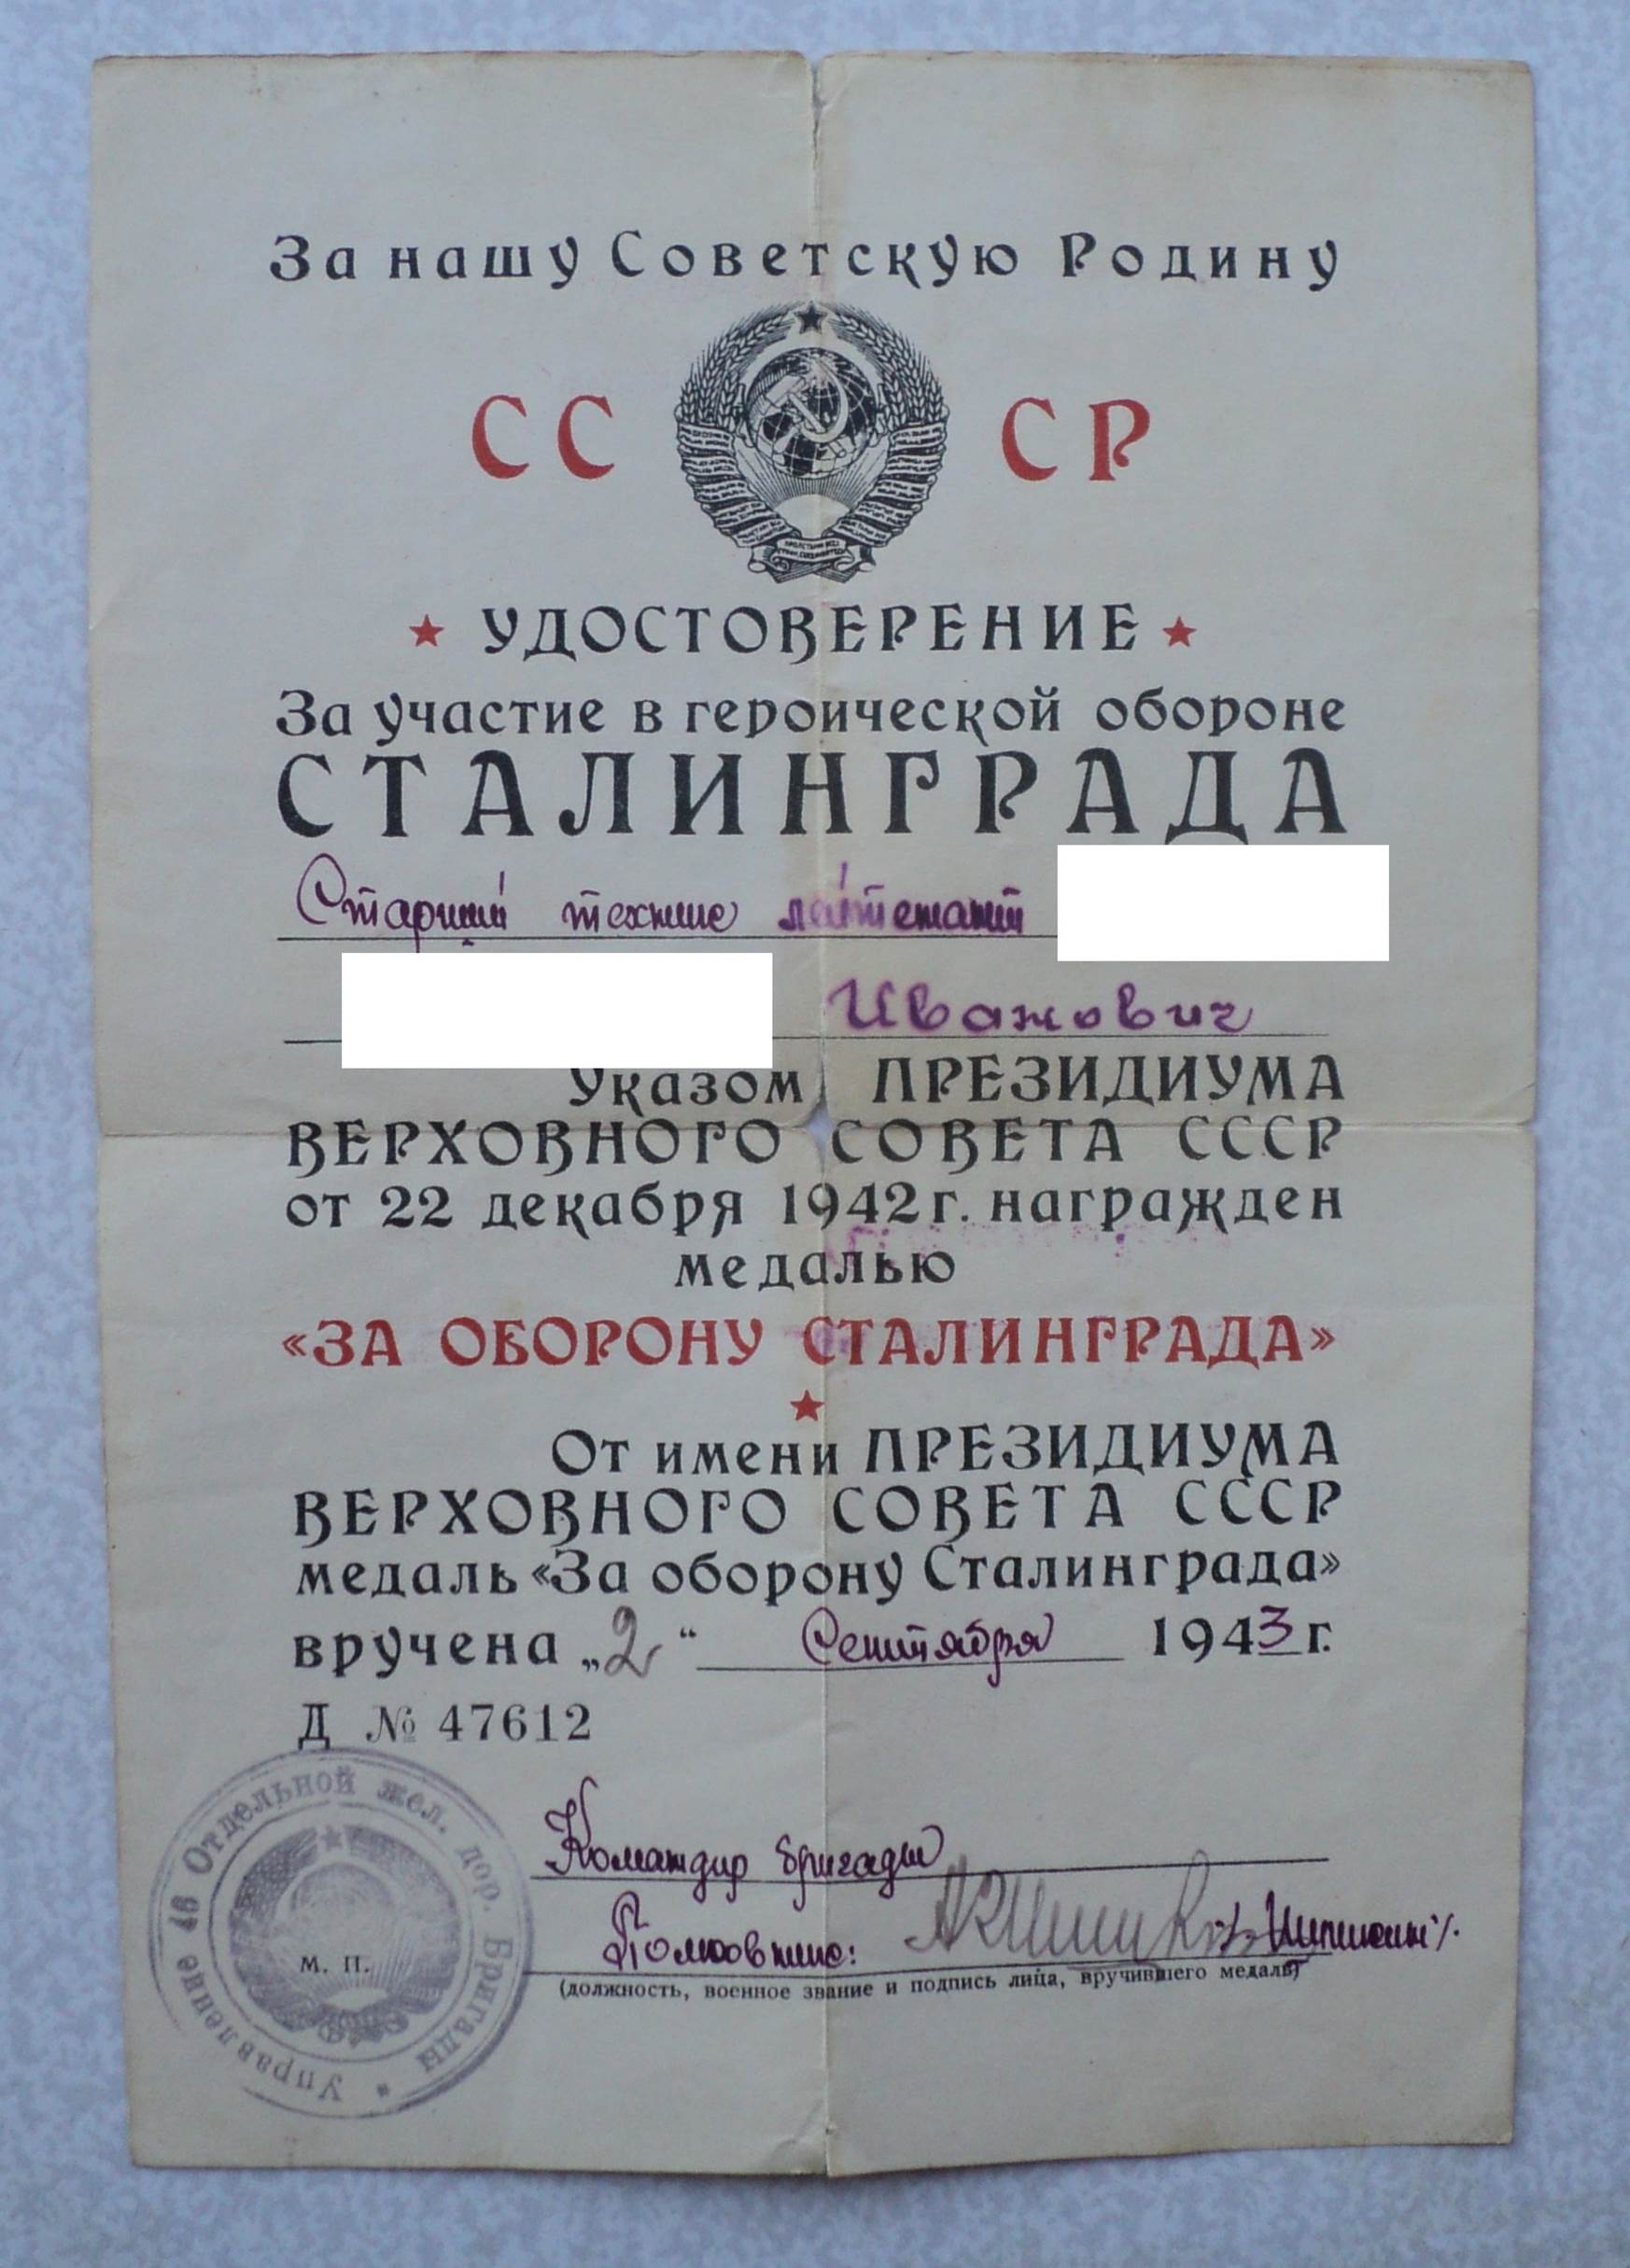 За нашу Советскую Родину
СС СР
УДОСТОВЕРЕНИЕ
За участие в героической обороне
СТАЛИНГРАДА
Старший техник лейтенант
Иванович
Указом ПРЕЗИДИУМА
ВЕРХОВНОГО СОВЕТА СССР
от 22 декабря 1942 г. награжден
медалью
«ЗА ОБОРОНУ СТАЛИНГРАДА»
От имени ПРЕЗИДИУМА
ВЕРХОВНОГО СОВЕТА СССР
медаль «За оборону Сталинграда»
вручена „2“ Сентября 1943 г.
Д № 47612
Командир бригады
Полковник:
(должность, военное звание и подпись лица, вручившего медаль)
М. П.
Управление 46 Отдельной жел. дор. Бригады